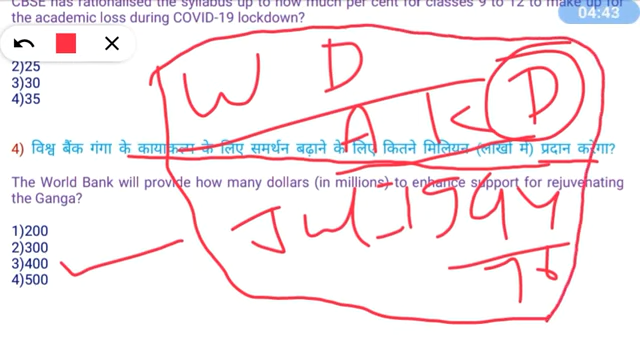 CBSE has rationalised the syllabus up to how much per cent for classes 9 to 12 to make up for
the academic loss during COVID-19 lockdown?
04:43
2)25
3)30
4)35
W D
A K D
4) विश्व बैंक गंगा के कायाकल्प के लिए समर्थन बढ़ाने के लिए कितने मिलियन (लाखों में) प्रदान करेगा?
The World Bank will provide how many dollars (in millions) to enhance support for rejuvenating
the Ganga?
1)200
2)300
3)400
4)500